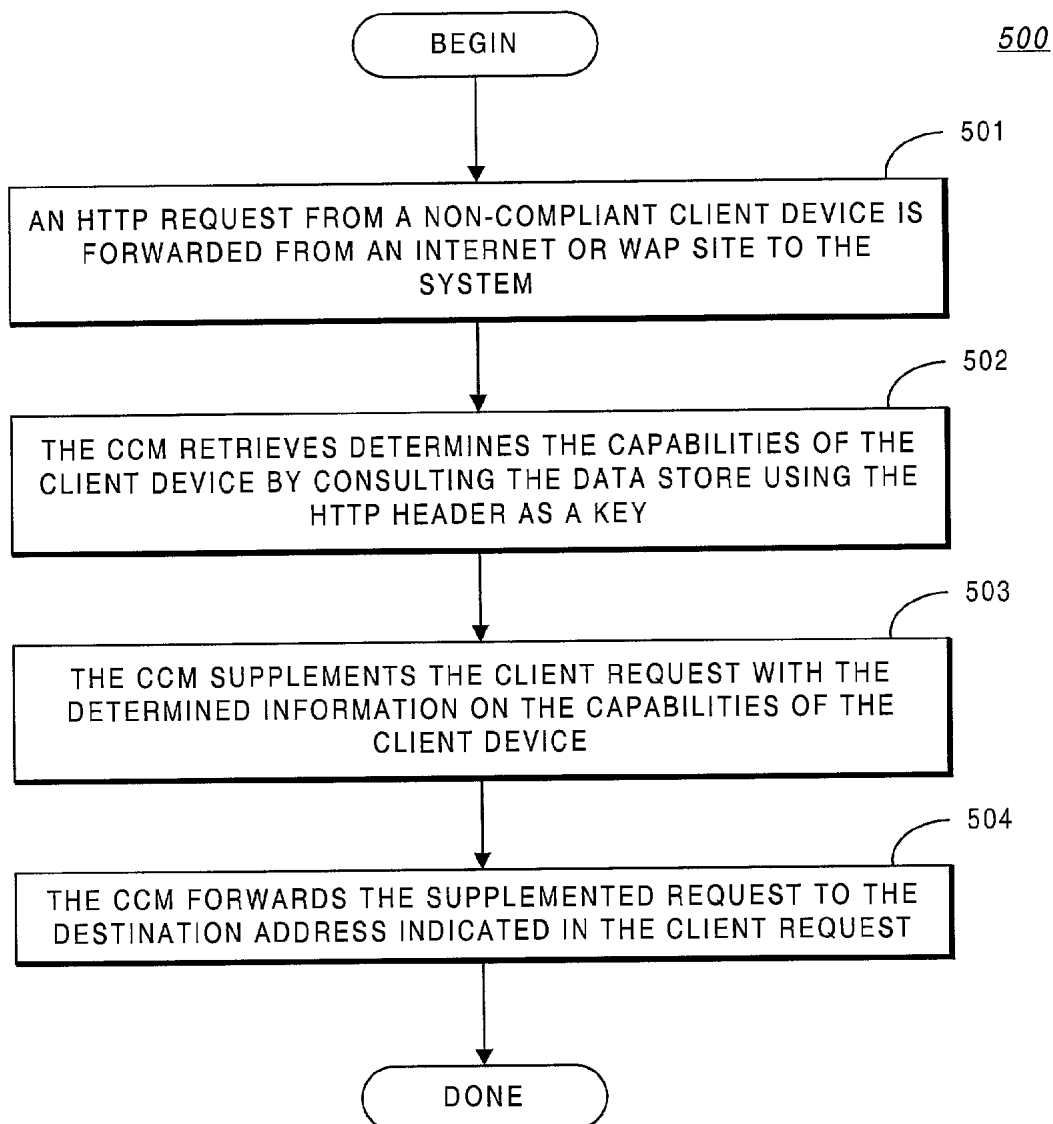 BEGIN
500
501
AN HTTP REQUEST FROM A NON-COMPLIANT CLIENT DEVICE IS
FORWARDED FROM AN INTERNET OR WAP SITE TO THE
SYSTEM
502
THE CCM RETRIEVES DETERMINES THE CAPABILITIES OF THE
CLIENT DEVICE BY CONSULTING THE DATA STORE USING THE
HTTP HEADER AS A KEY
503
THE CCM SUPPLEMENTS THE CLIENT REQUEST WITH THE
DETERMINED INFORMATION ON THE CAPABILITIES OF THE
CLIENT DEVICE
504
THE CCM FORWARDS THE SUPPLEMENTED REQUEST TO THE
DESTINATION ADDRESS INDICATED IN THE CLIENT REQUEST
DONE